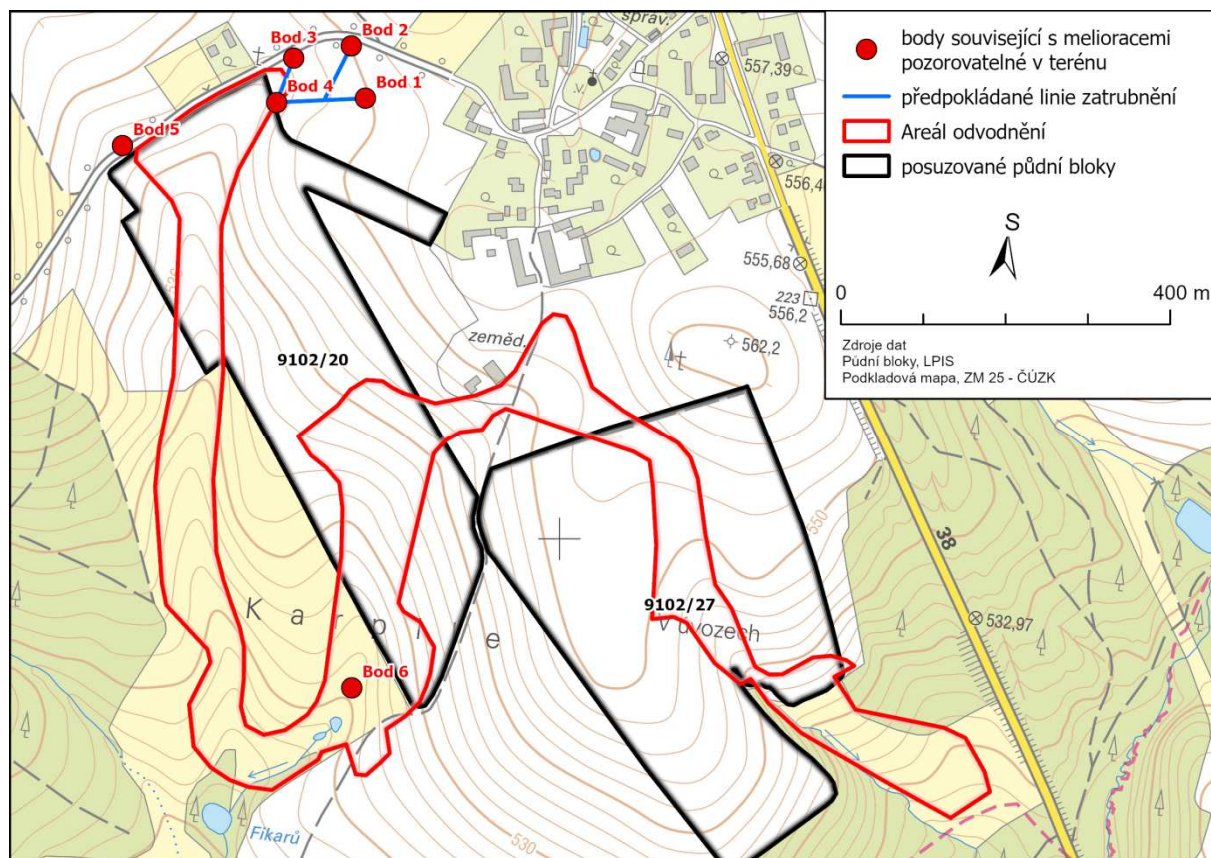 správ.
Bod 2
Bod 3
Bod 1
Bod 4
Bod 5
557,39
556,4
555,68
223
556,2
562,2
536
zeměd.
9102/20
550
38
9102/27
V úvozech
532,97
Karpíle
Bod 6
530
Fikarů
body související s melioracemi
pozorovatelné v terénu
předpokládané linie zatrubnění
Areál odvodnění
posuzované půdní bloky
S
0 400 m
Zdroje dat
Půdní bloky, LPIS
Podkladová mapa, ZM 25 - ČÚZK